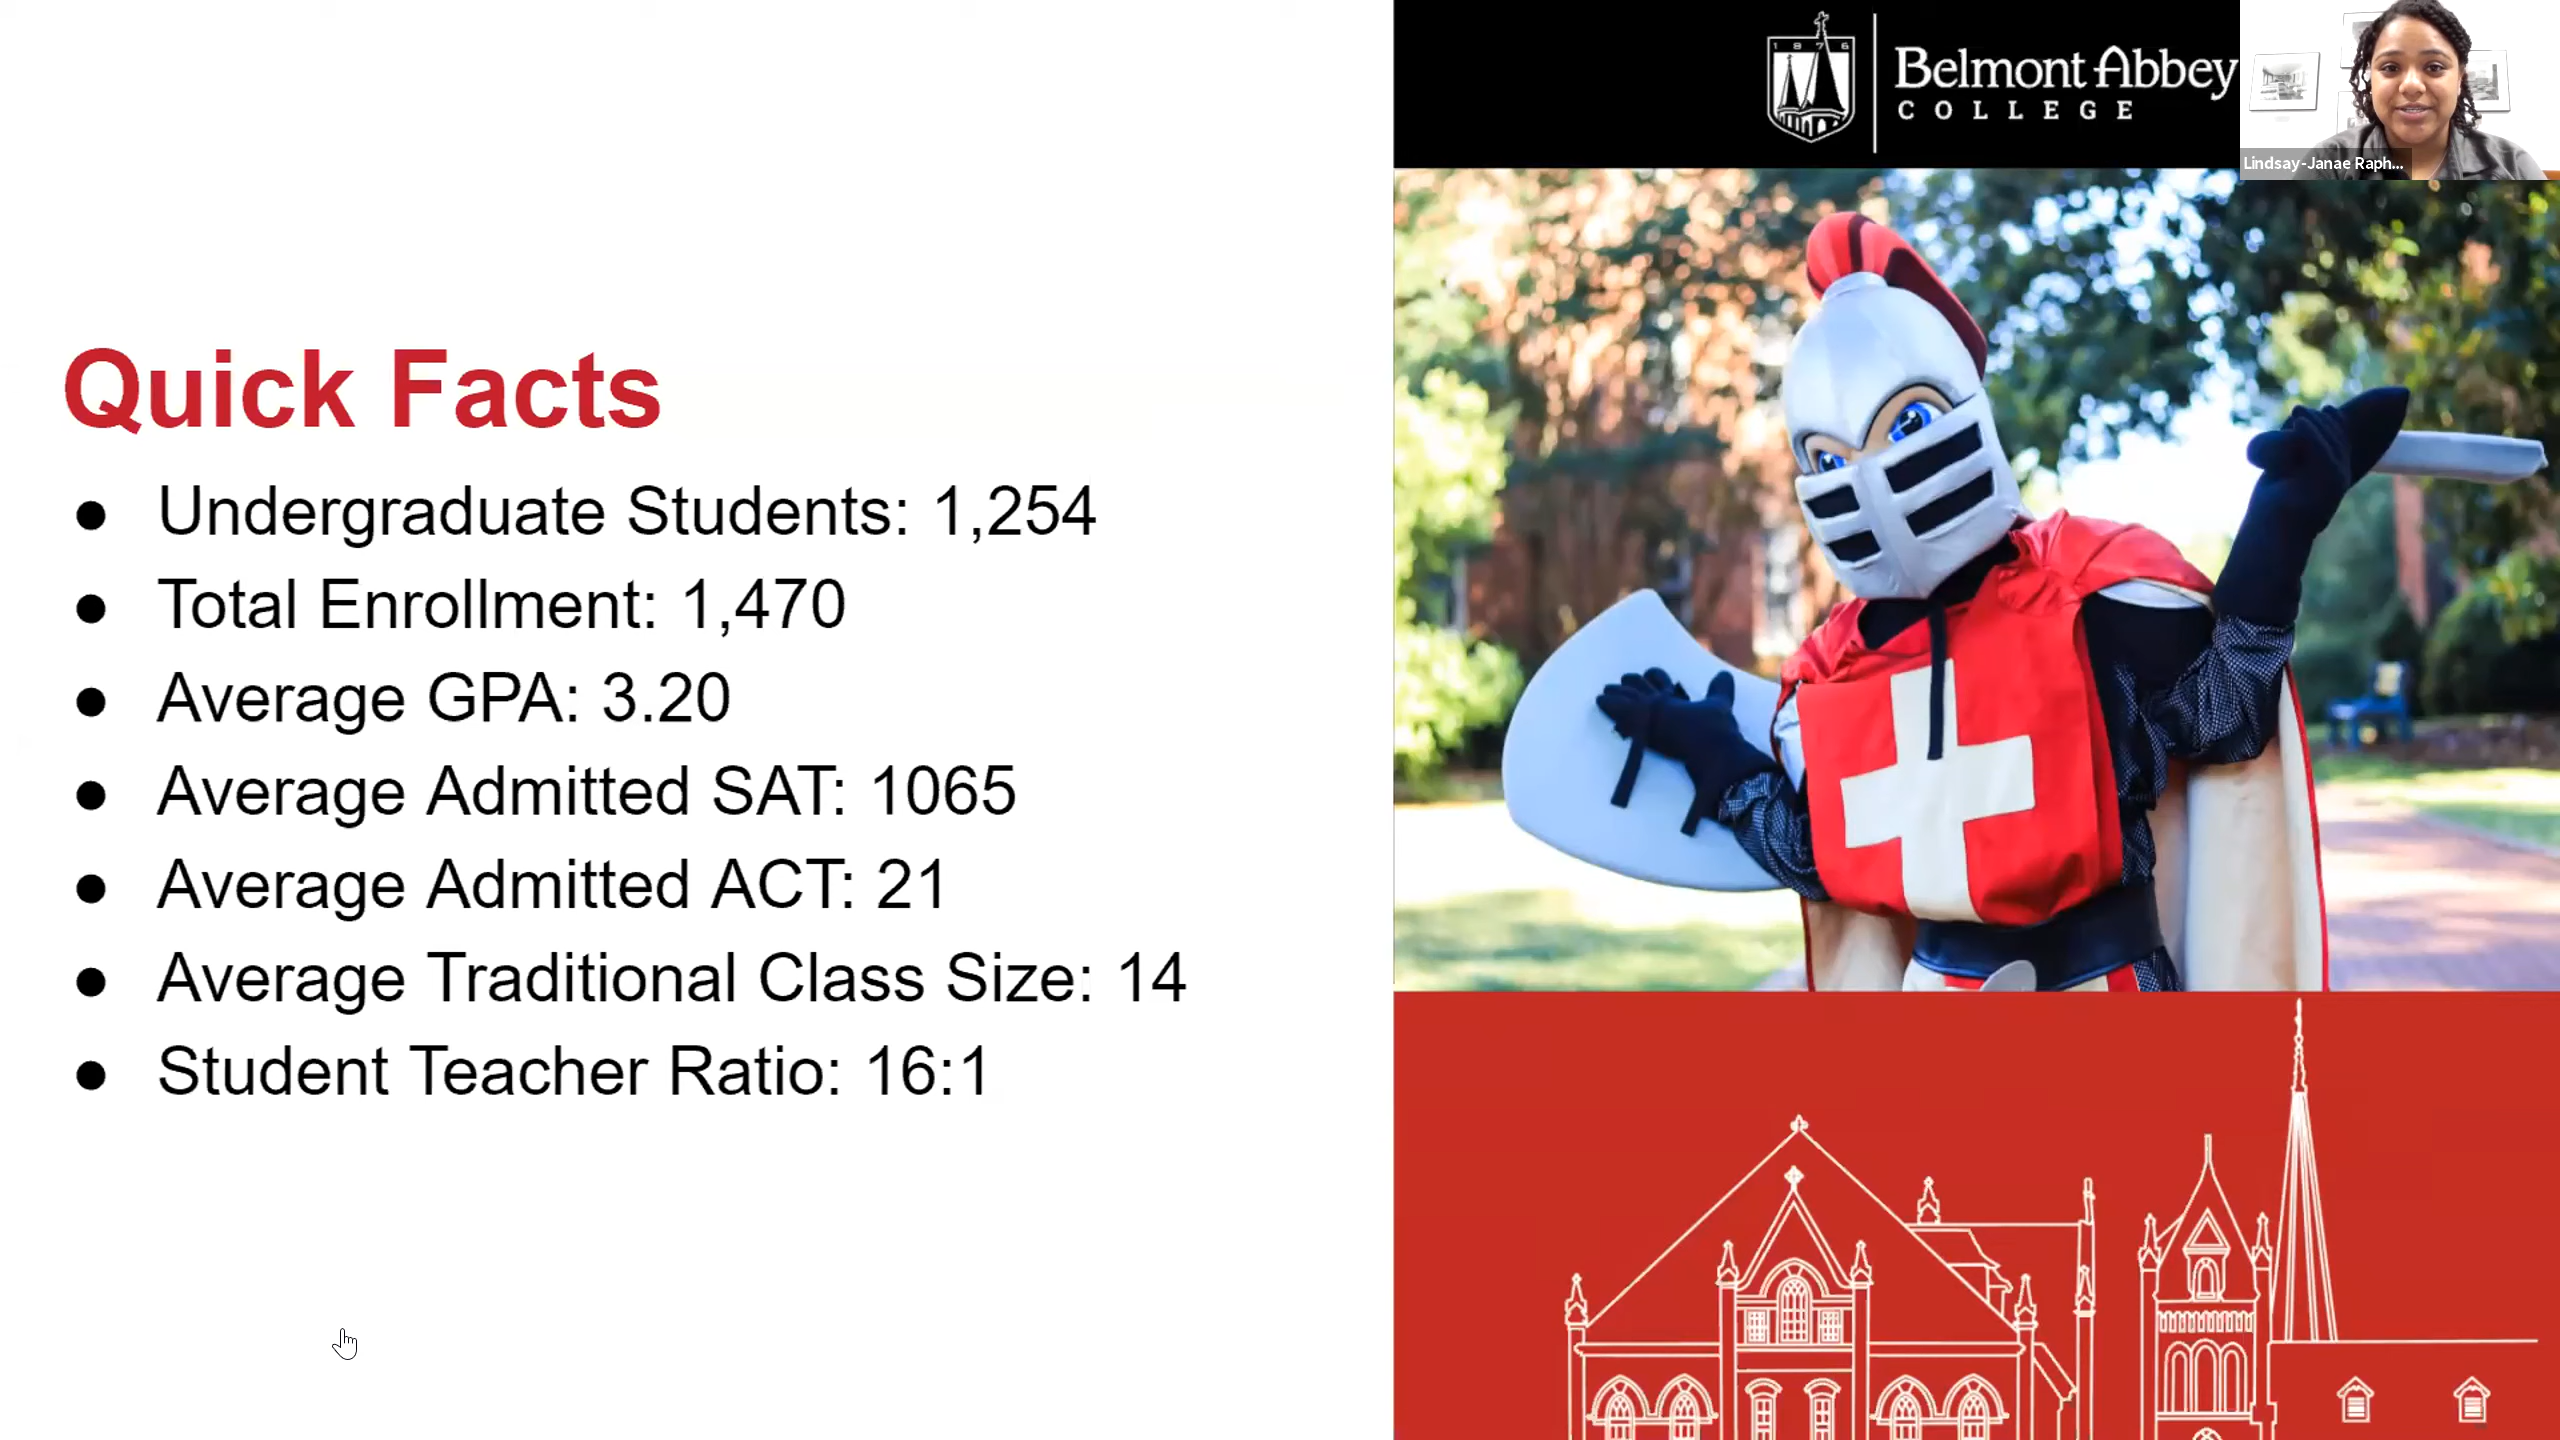 1876
Belmont Abbey
COLLEGE
Lindsay-Janae Raph...
Quick Facts
● Undergraduate Students: 1,254
● Total Enrollment: 1,470
● Average GPA: 3.20
● Average Admitted SAT: 1065
● Average Admitted ACT: 21
● Average Traditional Class Size: 14
● Student Teacher Ratio: 16:1